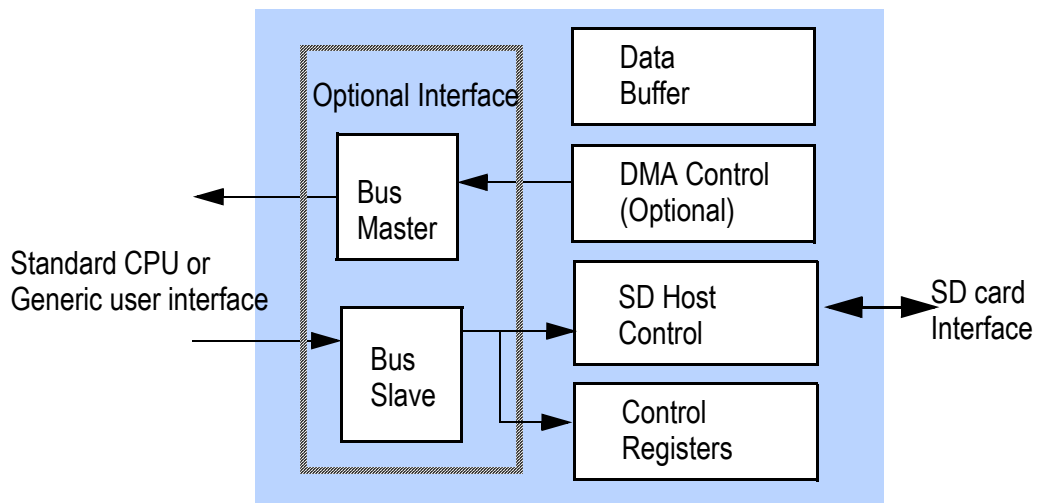 Data
Buffer
Optional Interface
DMA Control
(Optional)
Bus
Master
Standard CPU or
Generic user interface
SD Host
Control
SD card
Interface
Bus
Slave
Control
Registers